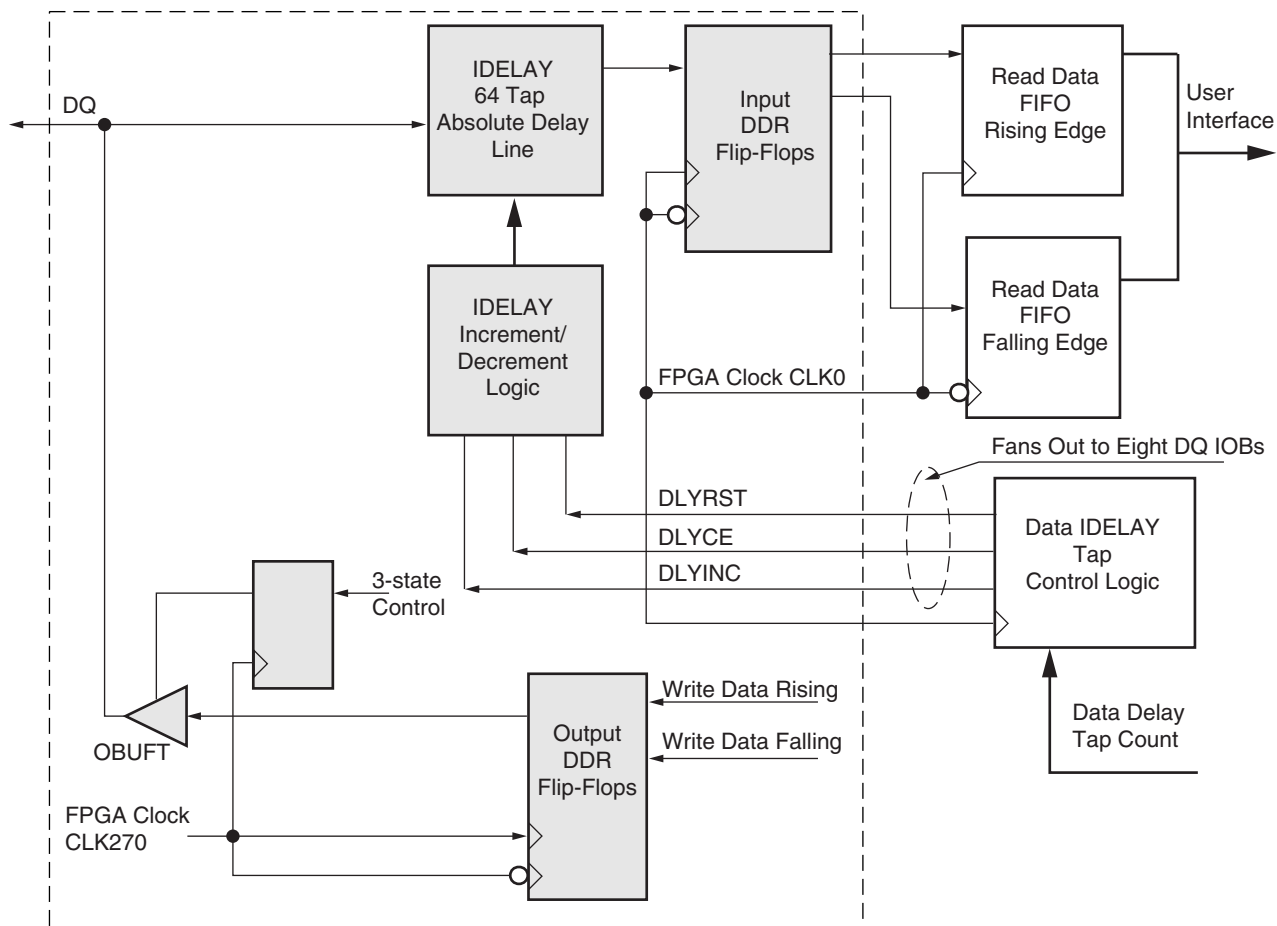 DQ
IDELAY
64 Tap
Absolute Delay
Line
Input
DDR
Flip-Flops
Read Data
FIFO
Rising Edge
User
Interface
IDELAY
Increment/
Decrement
Logic
Read Data
FIFO
Falling Edge
FPGA Clock CLK0
Fans Out to Eight DQ IOBs
DLYRST
DLYCE
DLYINC
Data IDELAY
Tap
Control Logic
3-state
Control
Data Delay
Tap Count
OBUFT
Output
DDR
Flip-Flops
Write Data Rising
Write Data Falling
FPGA Clock
CLK270